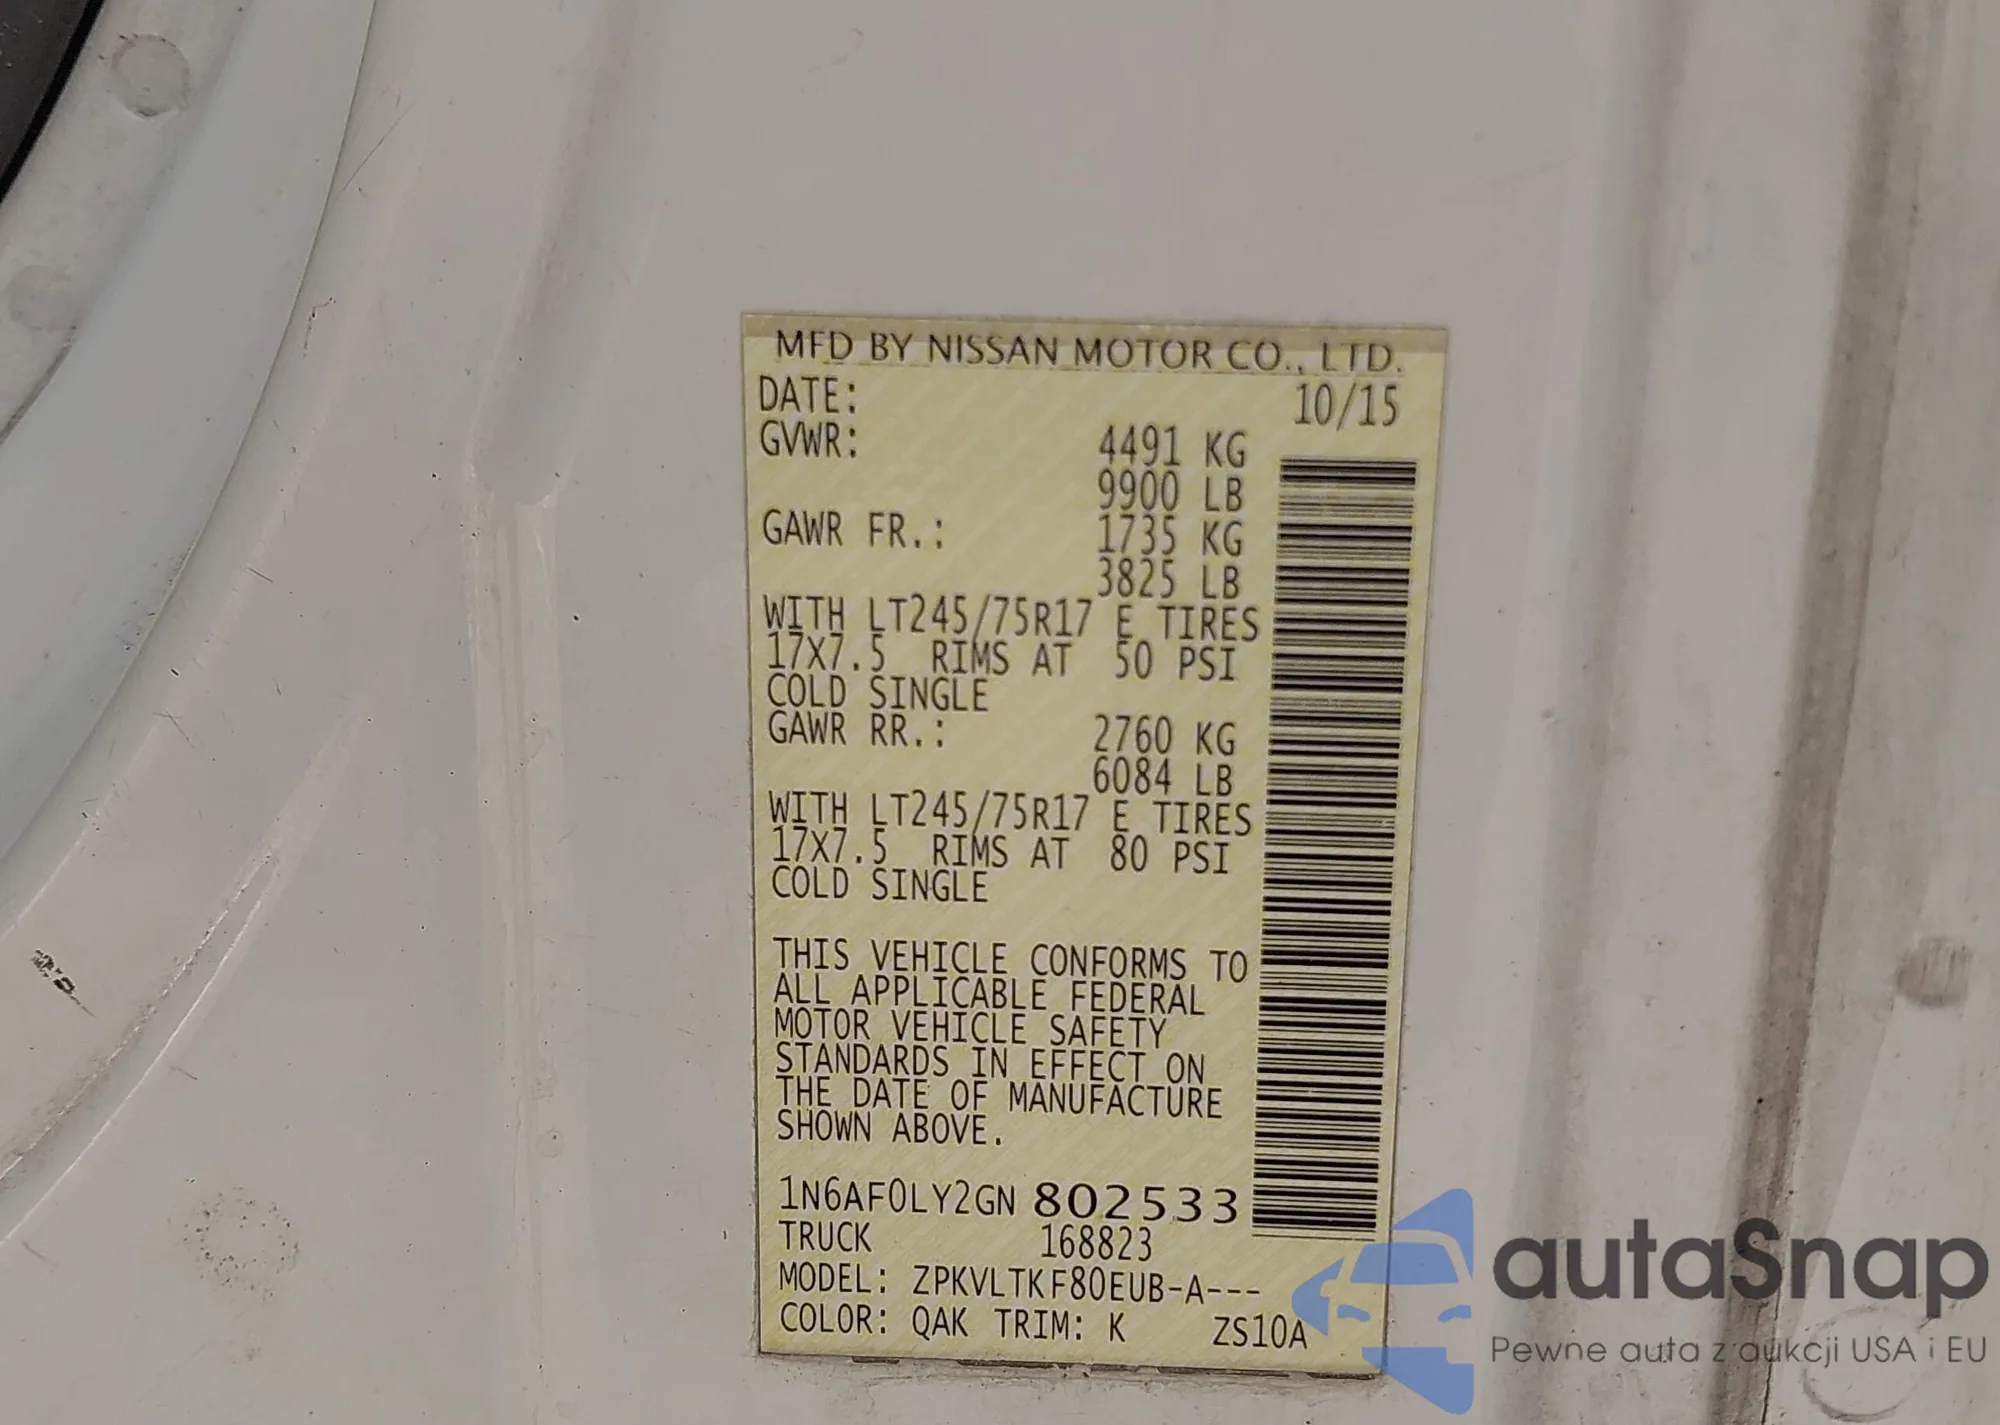 MFD BY NISSAN MOTOR CO., LTD.
DATE: 10/15
GVWR: 4491 KG
9900 LB
GAWR FR.: 1735 KG
3825 LB
WITH LT245/75R17 E TIRES
17X7.5 RIMS AT 50 PSI
COLD SINGLE
GAWR RR.: 2760 KG
6084 LB
WITH LT245/75R17 E TIRES
17X7.5 RIMS AT 80 PSI
COLD SINGLE
THIS VEHICLE CONFORMS TO
ALL APPLICABLE FEDERAL
MOTOR VEHICLE SAFETY
STANDARDS IN EFFECT ON
THE DATE OF MANUFACTURE
SHOWN ABOVE.
1N6AF0LY2GN 802533
TRUCK 168823
MODEL: ZPKVLTKF80EUB-A---
COLOR: QAK TRIM: K ZS10A
autaSnap
Pewne auta z aukcji USA i EU